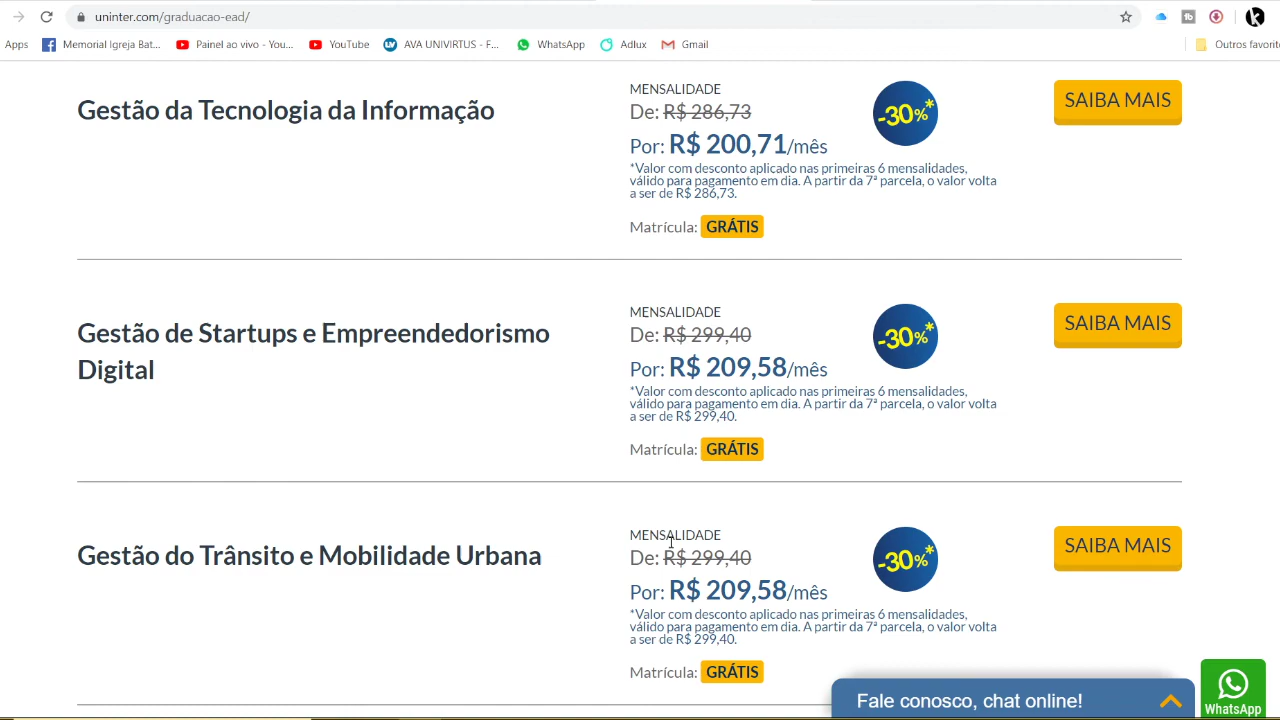 uninter.com/graduacao-ead/
Apps
Memorial Igreja Bat...
Painel ao vivo - You...
YouTube
AVA UNIVIRTUS - F...
WhatsApp
Adlux
Gmail
Outros favorit
Gestão da Tecnologia da Informação
MENSALIDADE
De: R$ 286,73
Por: R$ 200,71/mês
*Valor com desconto aplicado nas primeiras 6 mensalidades,
válido para pagamento em dia. A partir da 7ª parcela, o valor volta
a ser de R$ 286,73.
Matrícula: GRÁTIS
-30%*
SAIBA MAIS
Gestão de Startups e Empreendedorismo
Digital
MENSALIDADE
De: R$ 299,40
Por: R$ 209,58/mês
*Valor com desconto aplicado nas primeiras 6 mensalidades,
válido para pagamento em dia. A partir da 7ª parcela, o valor volta
a ser de R$ 299,40.
Matrícula: GRÁTIS
-30%*
SAIBA MAIS
Gestão do Trânsito e Mobilidade Urbana
MENSALIDADE
De: R$ 299,40
Por: R$ 209,58/mês
*Valor com desconto aplicado nas primeiras 6 mensalidades,
válido para pagamento em dia. A partir da 7ª parcela, o valor volta
a ser de R$ 299,40.
Matrícula: GRÁTIS
-30%*
SAIBA MAIS
Fale conosco, chat online!
WhatsApp